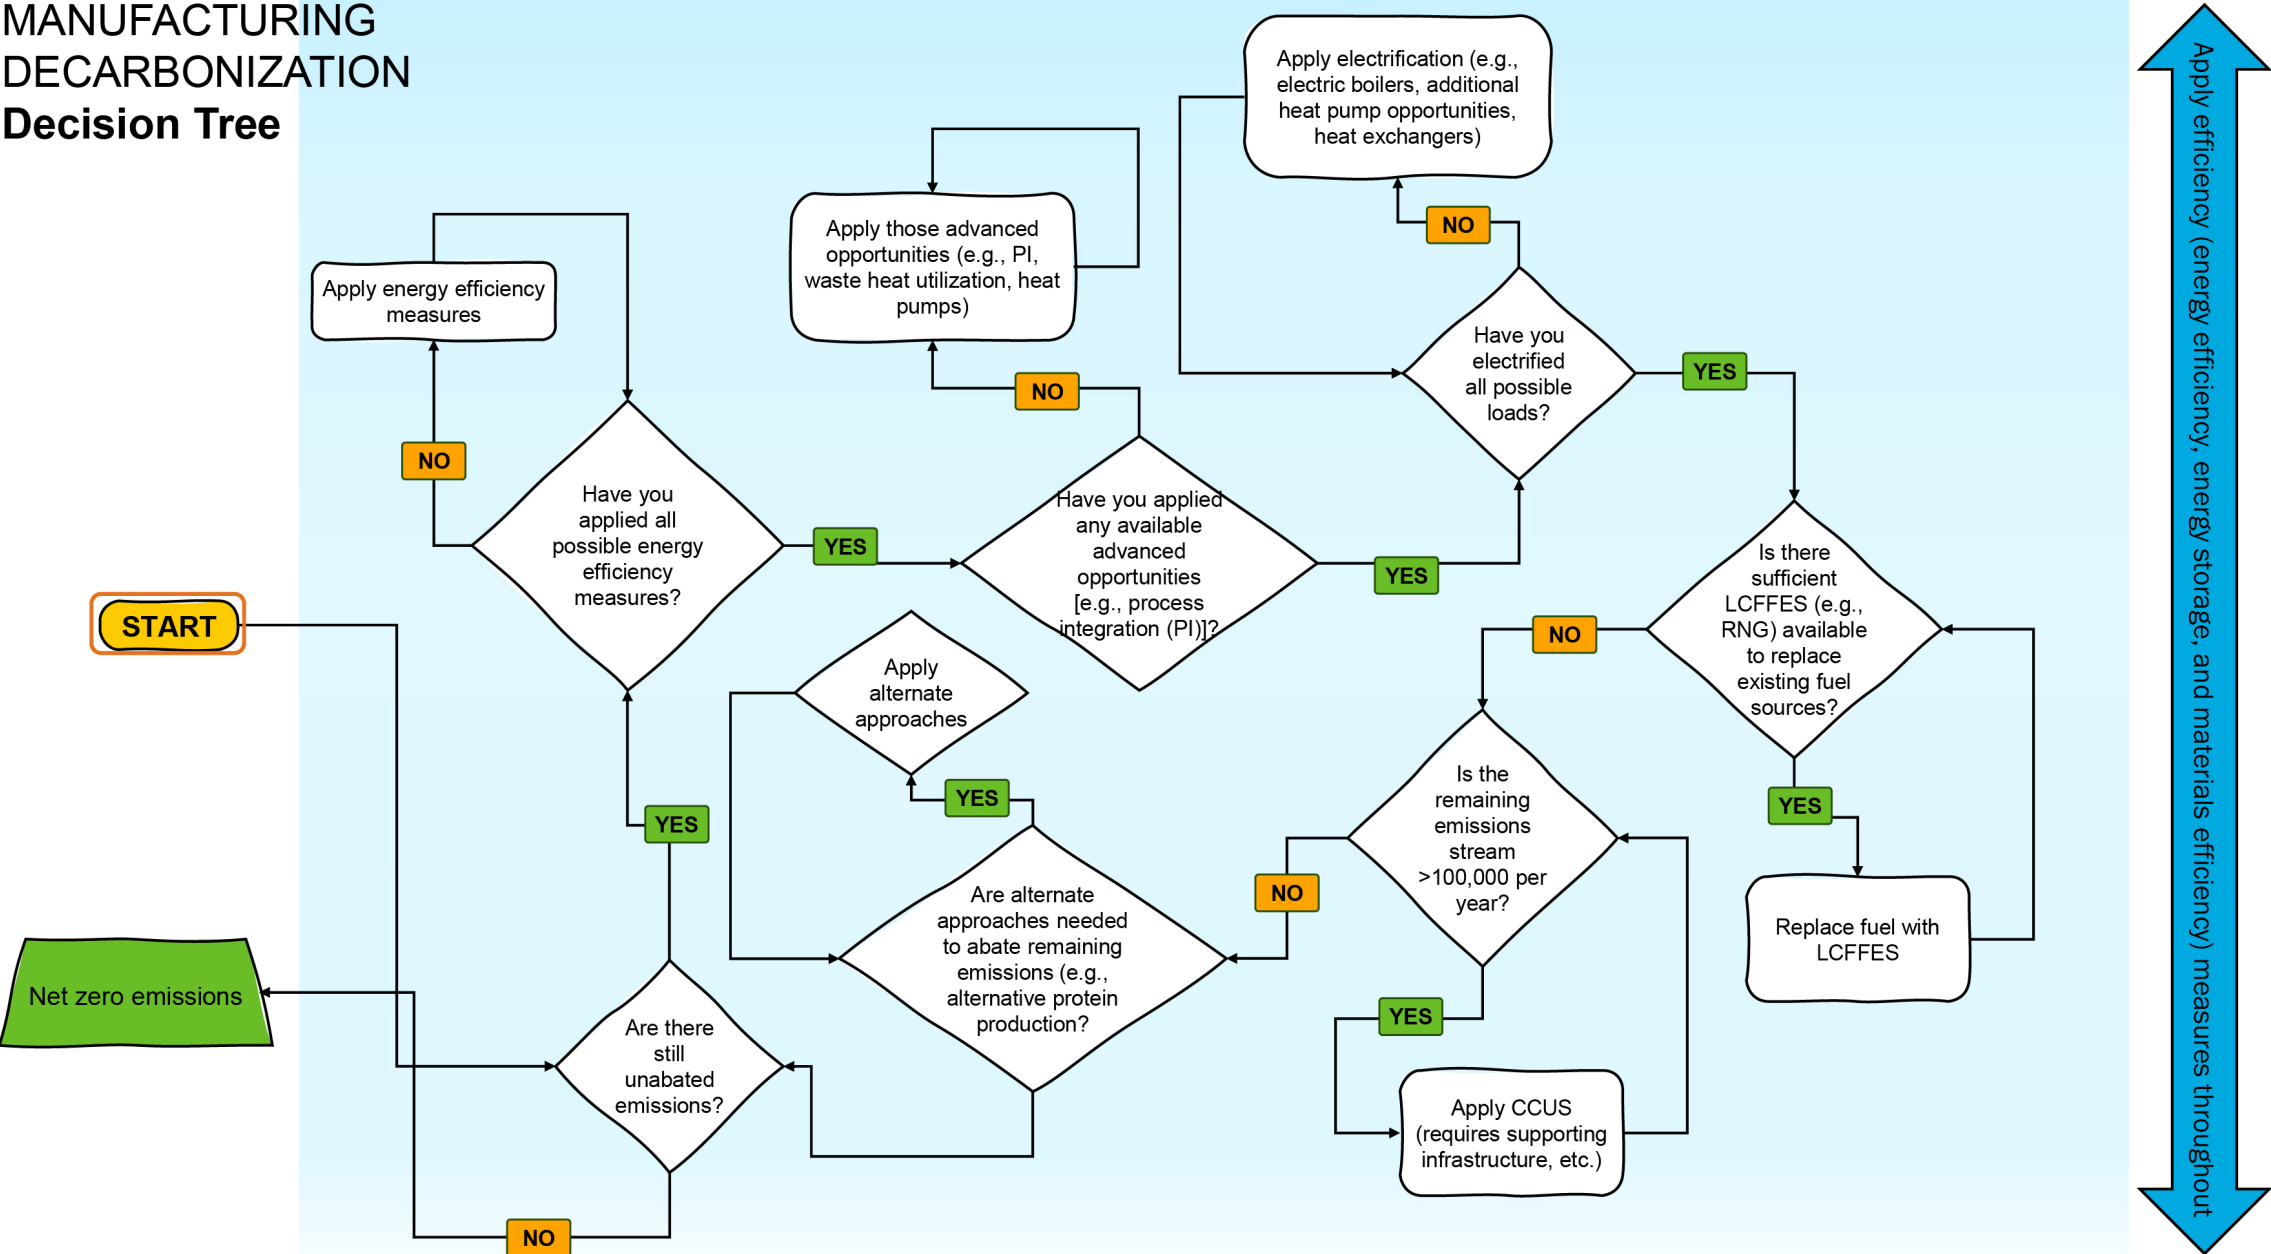 MANUFACTURING
DECARBONIZATION
Decision Tree
START
Net zero emissions
Apply energy efficiency
measures
NO
Have you
applied all
possible energy
efficiency
measures?
YES
YES
Are there
still
unabated
emissions?
NO
Apply those advanced
opportunities (e.g., PI,
waste heat utilization, heat
pumps)
NO
Have you applied
any available
advanced
opportunities
[e.g., process
integration (PI)]?
YES
Apply electrification (e.g.,
electric boilers, additional
heat pump opportunities,
heat exchangers)
NO
Have you
electrified
all possible
loads?
YES
Is there
sufficient
LCFFES (e.g.,
RNG) available
to replace
existing fuel
sources?
NO
YES
Replace fuel with
LCFFES
Is the
remaining
emissions
stream
>100,000 per
year?
NO
YES
Apply CCUS
(requires supporting
infrastructure, etc.)
Apply
alternate
approaches
YES
Are alternate
approaches needed
to abate remaining
emissions (e.g.,
alternative protein
production?
Apply efficiency (energy efficiency, energy storage, and materials efficiency) measures throughout